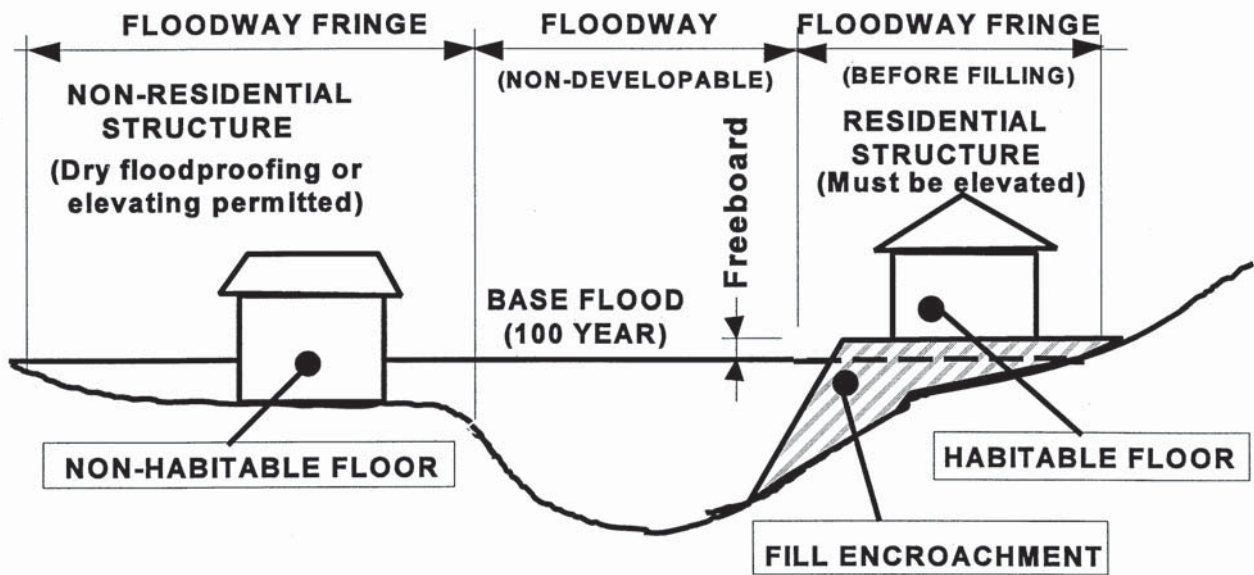 FLOODWAY FRINGE
FLOODWAY
FLOODWAY FRINGE
(NON-DEVELOPABLE)
(BEFORE FILLING)
NON-RESIDENTIAL
STRUCTURE
(Dry floodproofing or
elevating permitted)
RESIDENTIAL
STRUCTURE
(Must be elevated)
Freeboard
BASE FLOOD
(100 YEAR)
NON-HABITABLE FLOOR
HABITABLE FLOOR
FILL ENCROACHMENT